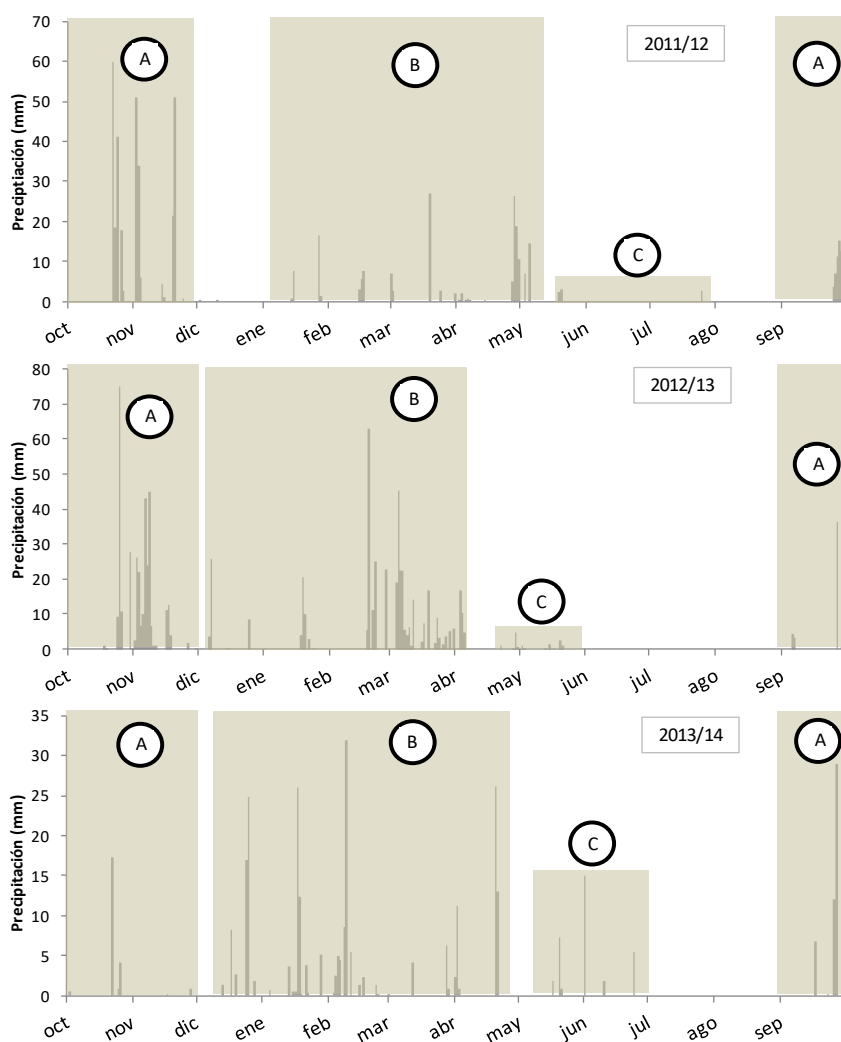 2011/12
A
B
A
C
Preciptiación (mm)
70
60
50
40
30
20
10
0
oct nov dic ene feb mar abr may jun jul ago sep
2012/13
A
B
A
C
Precipitación (mm)
80
70
60
50
40
30
20
10
0
oct nov dic ene feb mar abr may jun jul ago sep
2013/14
A
B
A
C
Precipitación (mm)
35
30
25
20
15
10
5
0
oct nov dic ene feb mar abr may jun jul ago sep